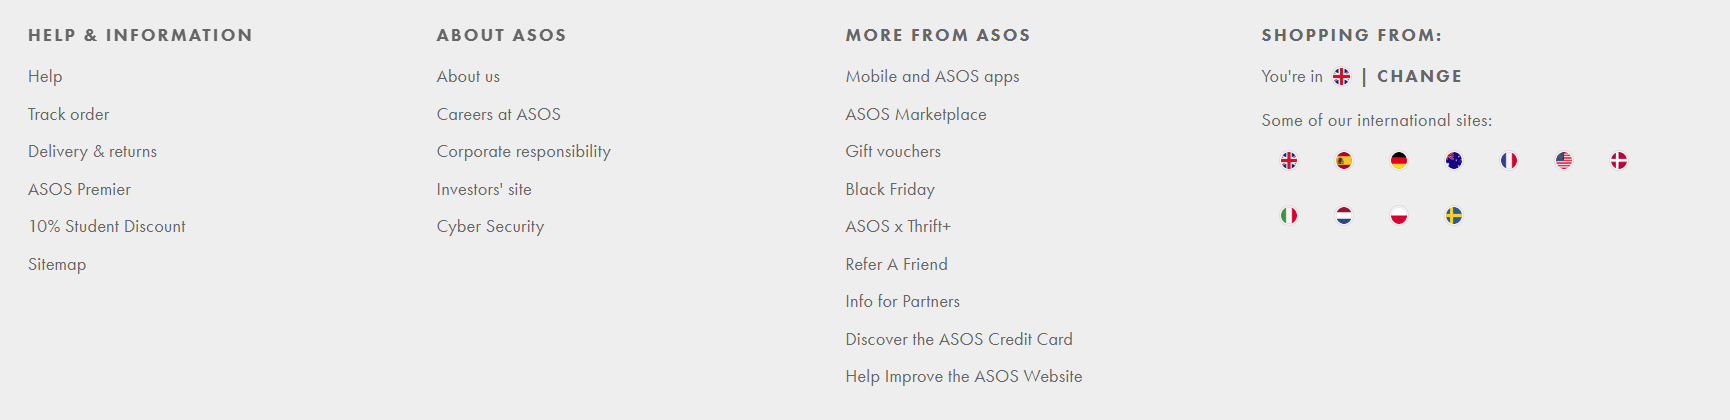 HELP & INFORMATION
Help
Track order
Delivery & returns
ASOS Premier
10% Student Discount
Sitemap
ABOUT ASOS
About us
Careers at ASOS
Corporate responsibility
Investors' site
Cyber Security
MORE FROM ASOS
Mobile and ASOS apps
ASOS Marketplace
Gift vouchers
Black Friday
ASOS x Thrift+
Refer A Friend
Info for Partners
Discover the ASOS Credit Card
Help Improve the ASOS Website
SHOPPING FROM:
You're in | CHANGE
Some of our international sites: